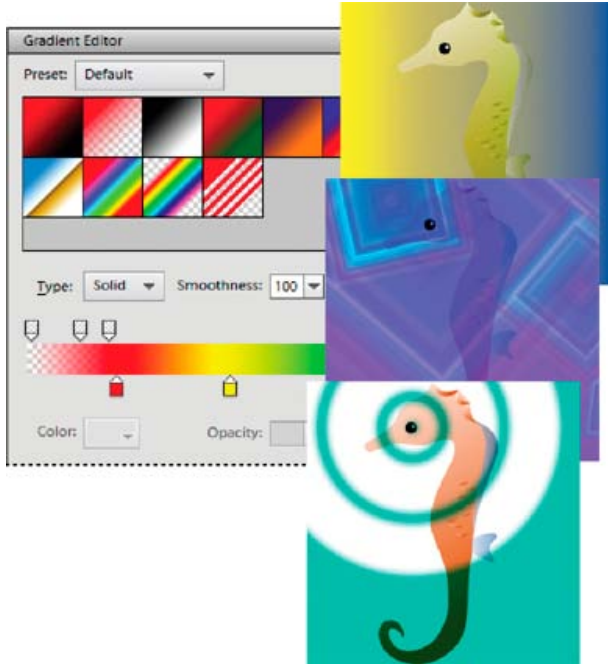 Gradient Editor
Preset: Default
Type: Solid Smoothness: 100
Color: Opacity: